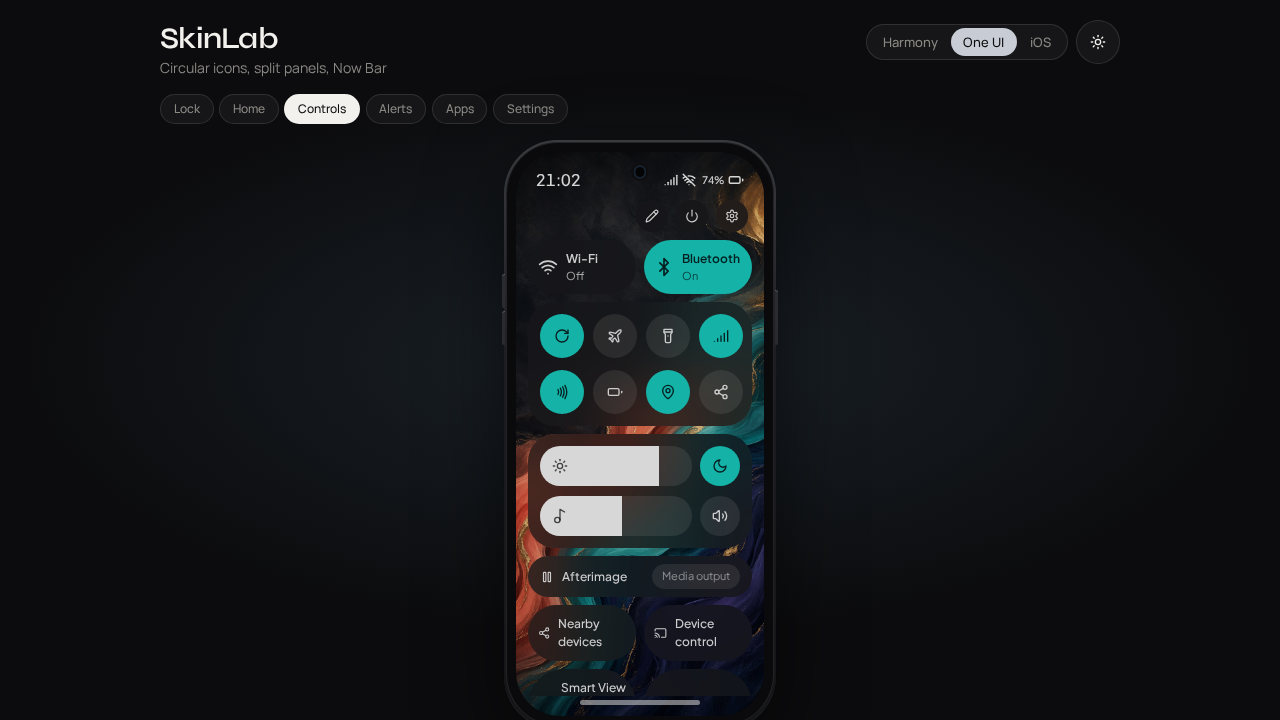 SkinLab
Circular icons, split panels, Now Bar
Harmony One UI iOS
Lock Home Controls Alerts Apps Settings
21:02 74%
Wi-Fi
Off
Bluetooth
On
Afterimage Media output
Nearby
devices
Device
control
Smart View